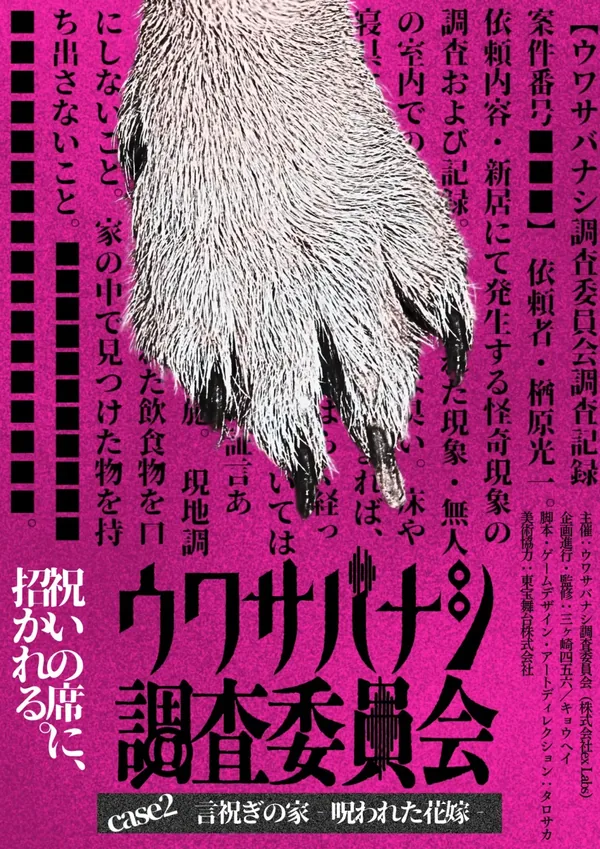 【ウワサバナシ調査委員会調査記録
案件番号■■■】 依頼者・楢原光一。
依頼内容・新居にて発生する怪奇現象の
調査および記録。 れた現象・無人
の室内での 良い。床や
寝具 れば、
経っ
いては
証言あ
現地調
た飲食物を口
にしないこと。 家の中で見つけた物を持
ち出さないこと。■■■■■■■■■■■
■■■■■■■■■■■■■■■■■■。
主催：ウワサバナシ調査委員会（株式会社ex Labs）
企画進行・監修：三ヶ崎四五六／キョウヘイ
脚本・ゲームデザイン・アートディレクション：タロサカ
美術協力：東宝舞台株式会社
祝いの席に、
招かれる。
ウワサバナシ
調査委員会
case2 言祝ぎの家 - 呪われた花嫁 -